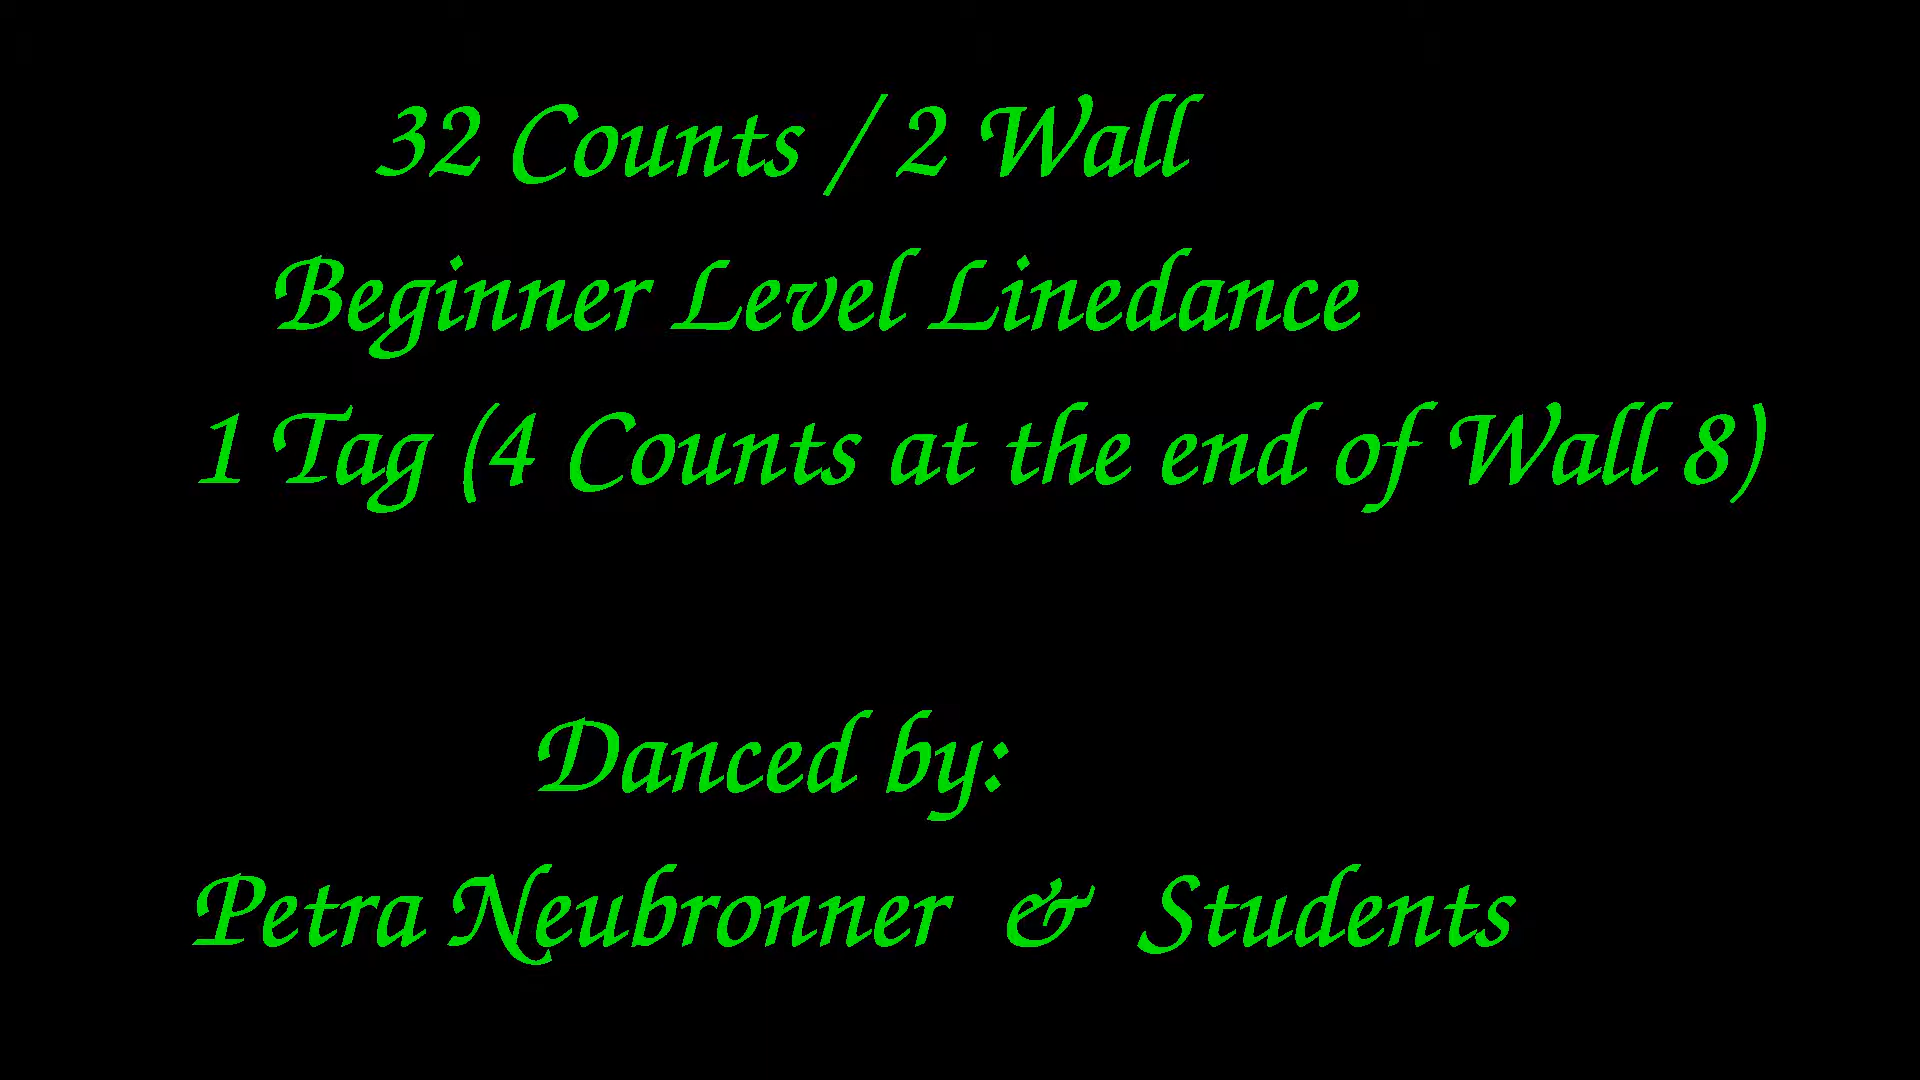 32 Counts / 2 Wall
Beginner Level Linedance
1 Tag (4 Counts at the end of Wall 8)
Danced by:
Petra Neubronner & Students